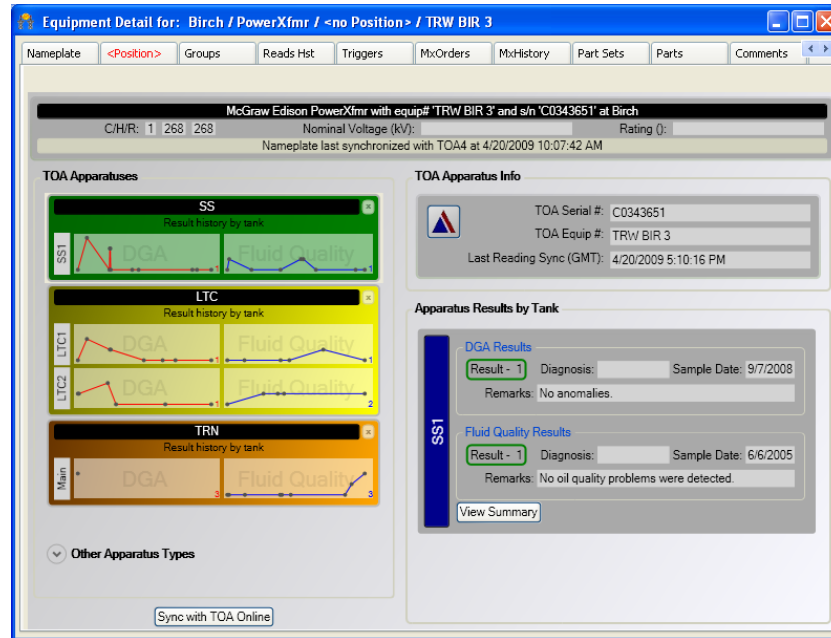 Equipment Detail for: Birch / PowerXfmr / <no Position> / TRW BIR 3
Nameplate <Position> Groups Reads Hst Triggers MxOrders MxHistory Part Sets Parts Comments
McGraw Edison PowerXfmr with equip# 'TRW BIR 3' and s/n 'C0343651' at Birch
C/H/R: 1 268 268 Nominal Voltage (kV): Rating ():
Nameplate last synchronized with TOA4 at 4/20/2009 10:07:42 AM
TOA Apparatuses
SS
Result history by tank
SS1 DGA 1 Fluid Quality 1
LTC
Result history by tank
LTC1 DGA 1 Fluid Quality 1
LTC2 DGA 1 Fluid Quality 2
TRN
Result history by tank
Main DGA 3 Fluid Quality 3
Other Apparatus Types
Sync with TOA Online
TOA Apparatus Info
TOA Serial #: C0343651
TOA Equip #: TRW BIR 3
Last Reading Sync (GMT): 4/20/2009 5:10:16 PM
Apparatus Results by Tank
SS1
DGA Results
Result - 1 Diagnosis: Sample Date: 9/7/2008
Remarks: No anomalies.
Fluid Quality Results
Result - 1 Diagnosis: Sample Date: 6/6/2005
Remarks: No oil quality problems were detected.
View Summary